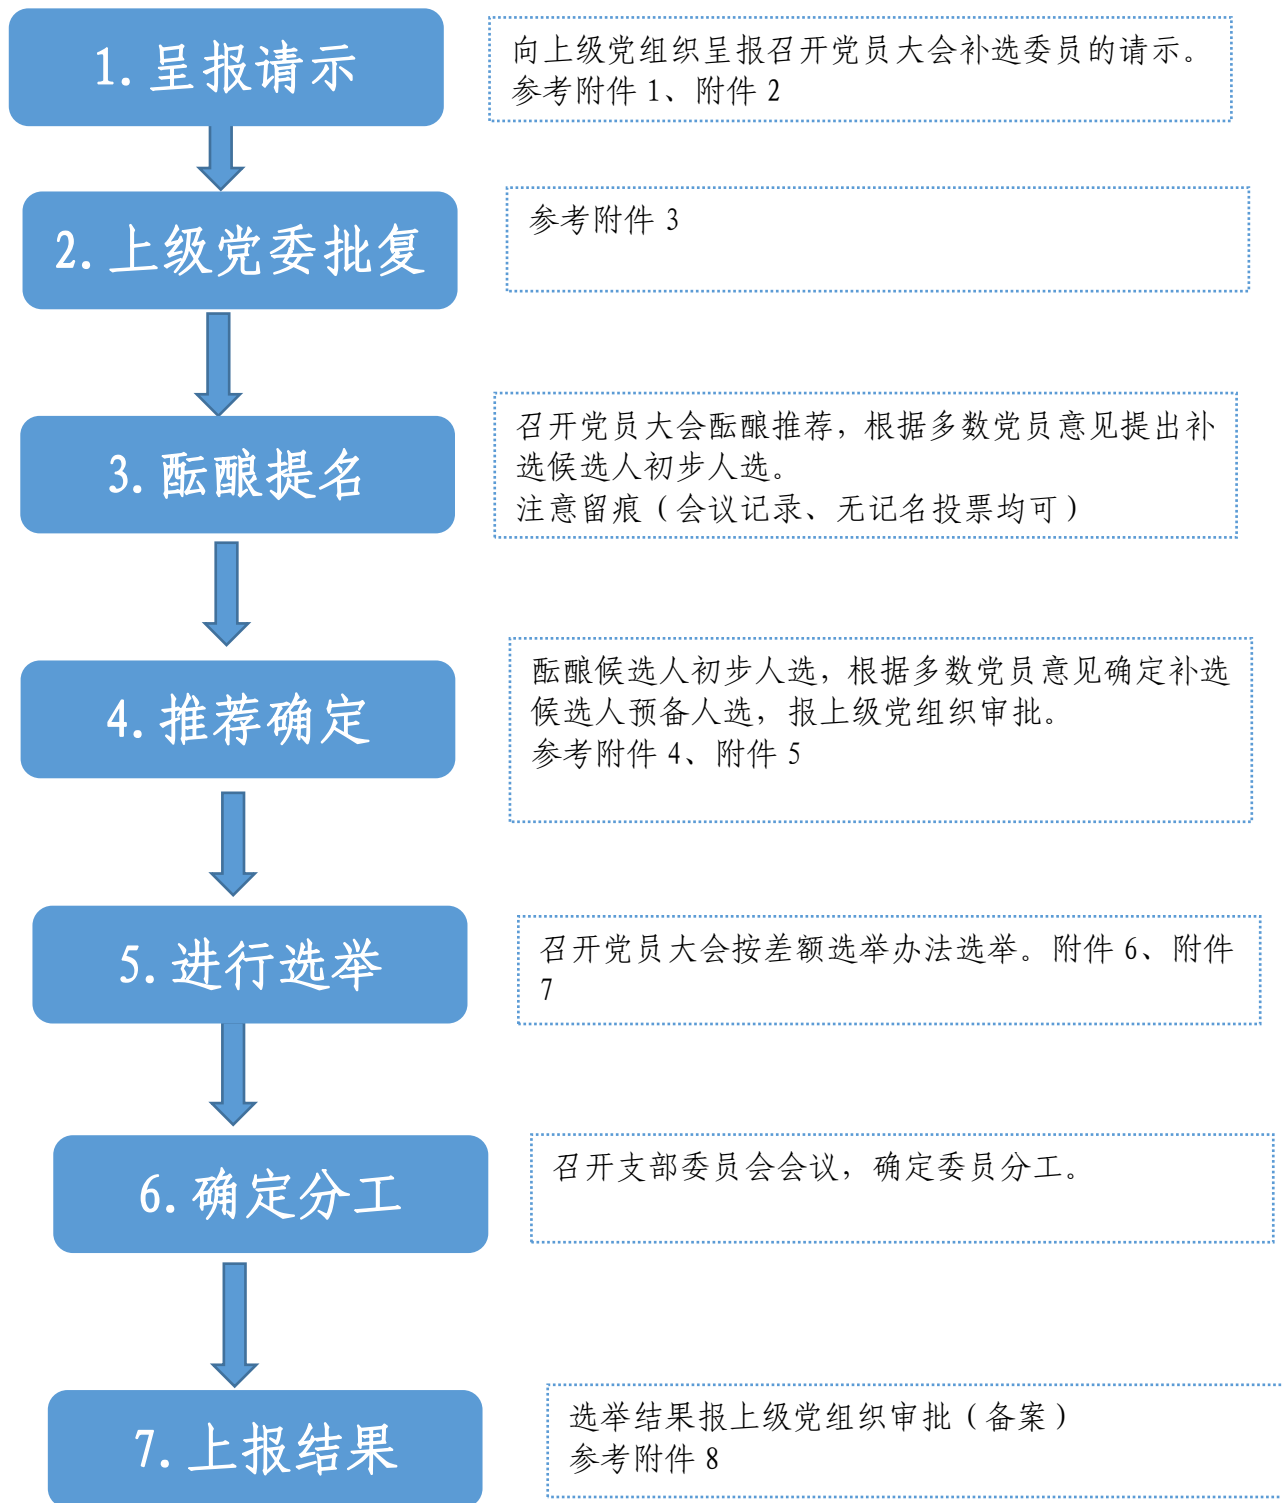 1. 呈报请示
向上级党组织呈报召开党员大会补选委员的请示。
参考附件 1、附件 2
2. 上级党委批复
参考附件 3
3. 酝酿提名
召开党员大会酝酿推荐，根据多数党员意见提出补
选候选人初步人选。
注意留痕（会议记录、无记名投票均可）
4. 推荐确定
酝酿候选人初步人选，根据多数党员意见确定补选
候选人预备人选，报上级党组织审批。
参考附件 4、附件 5
5. 进行选举
召开党员大会按差额选举办法选举。附件 6、附件
7
6. 确定分工
召开支部委员会会议，确定委员分工。
7. 上报结果
选举结果报上级党组织审批（备案）
参考附件 8